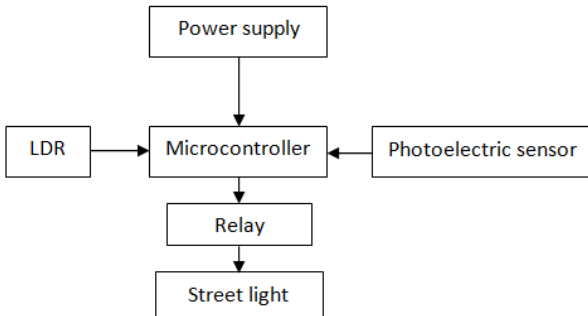 Power supply
LDR
Microcontroller
Photoelectric sensor
Relay
Street light